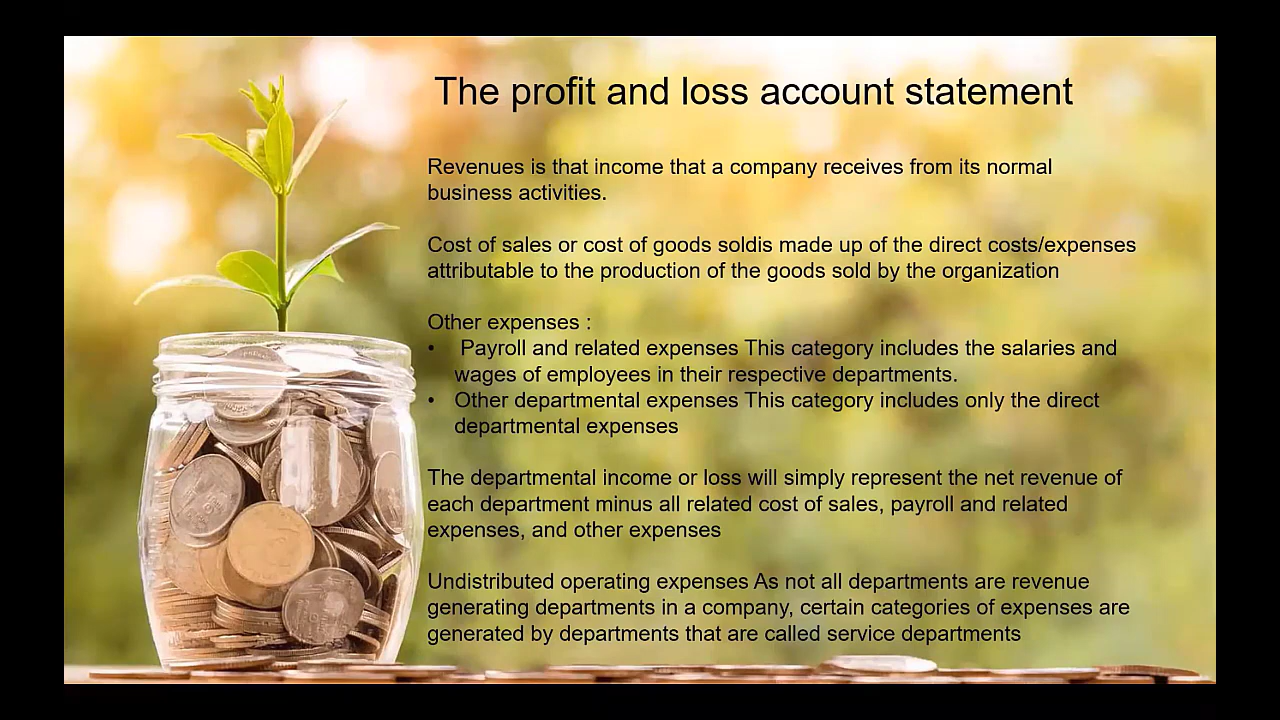 The profit and loss account statement
Revenues is that income that a company receives from its normal
business activities.
Cost of sales or cost of goods soldis made up of the direct costs/expenses
attributable to the production of the goods sold by the organization
Other expenses :
• Payroll and related expenses This category includes the salaries and
wages of employees in their respective departments.
• Other departmental expenses This category includes only the direct
departmental expenses
The departmental income or loss will simply represent the net revenue of
each department minus all related cost of sales, payroll and related
expenses, and other expenses
Undistributed operating expenses As not all departments are revenue
generating departments in a company, certain categories of expenses are
generated by departments that are called service departments